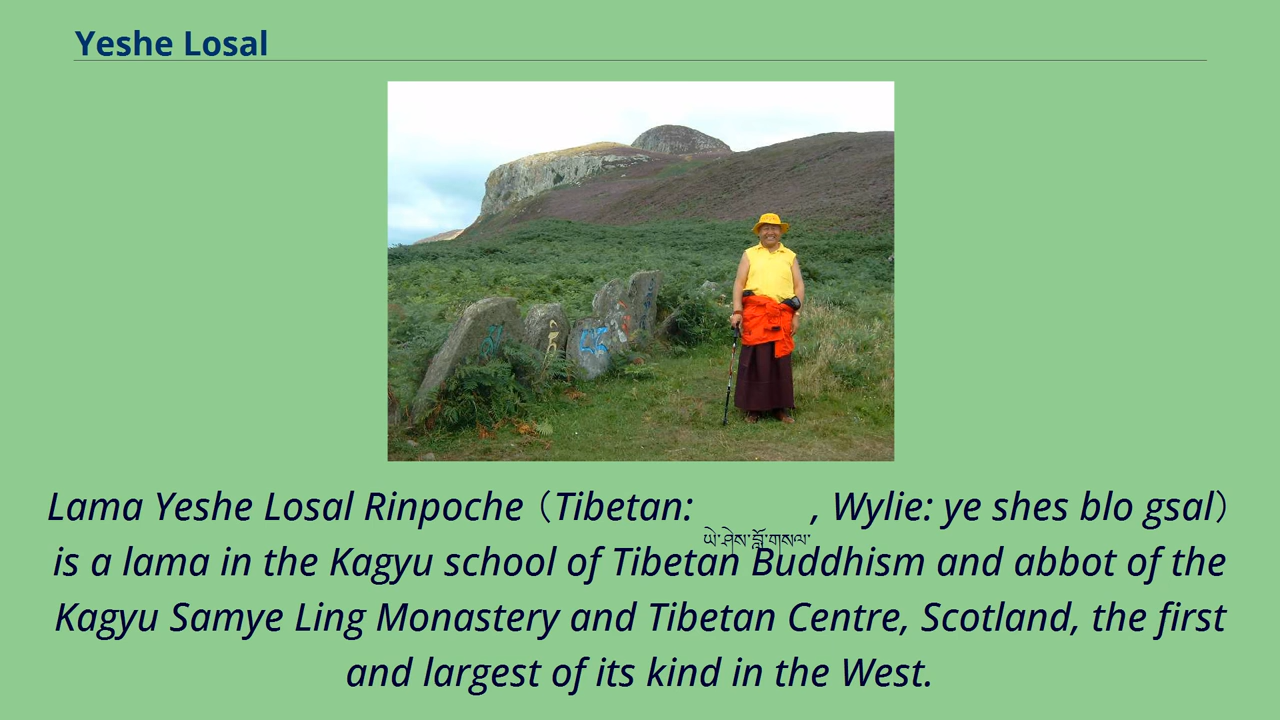 Yeshe Losal
Lama Yeshe Losal Rinpoche (Tibetan: ཡེ་ཤེས་བློ་གསལ་, Wylie: ye shes blo gsal)
is a lama in the Kagyu school of Tibetan Buddhism and abbot of the
Kagyu Samye Ling Monastery and Tibetan Centre, Scotland, the first
and largest of its kind in the West.